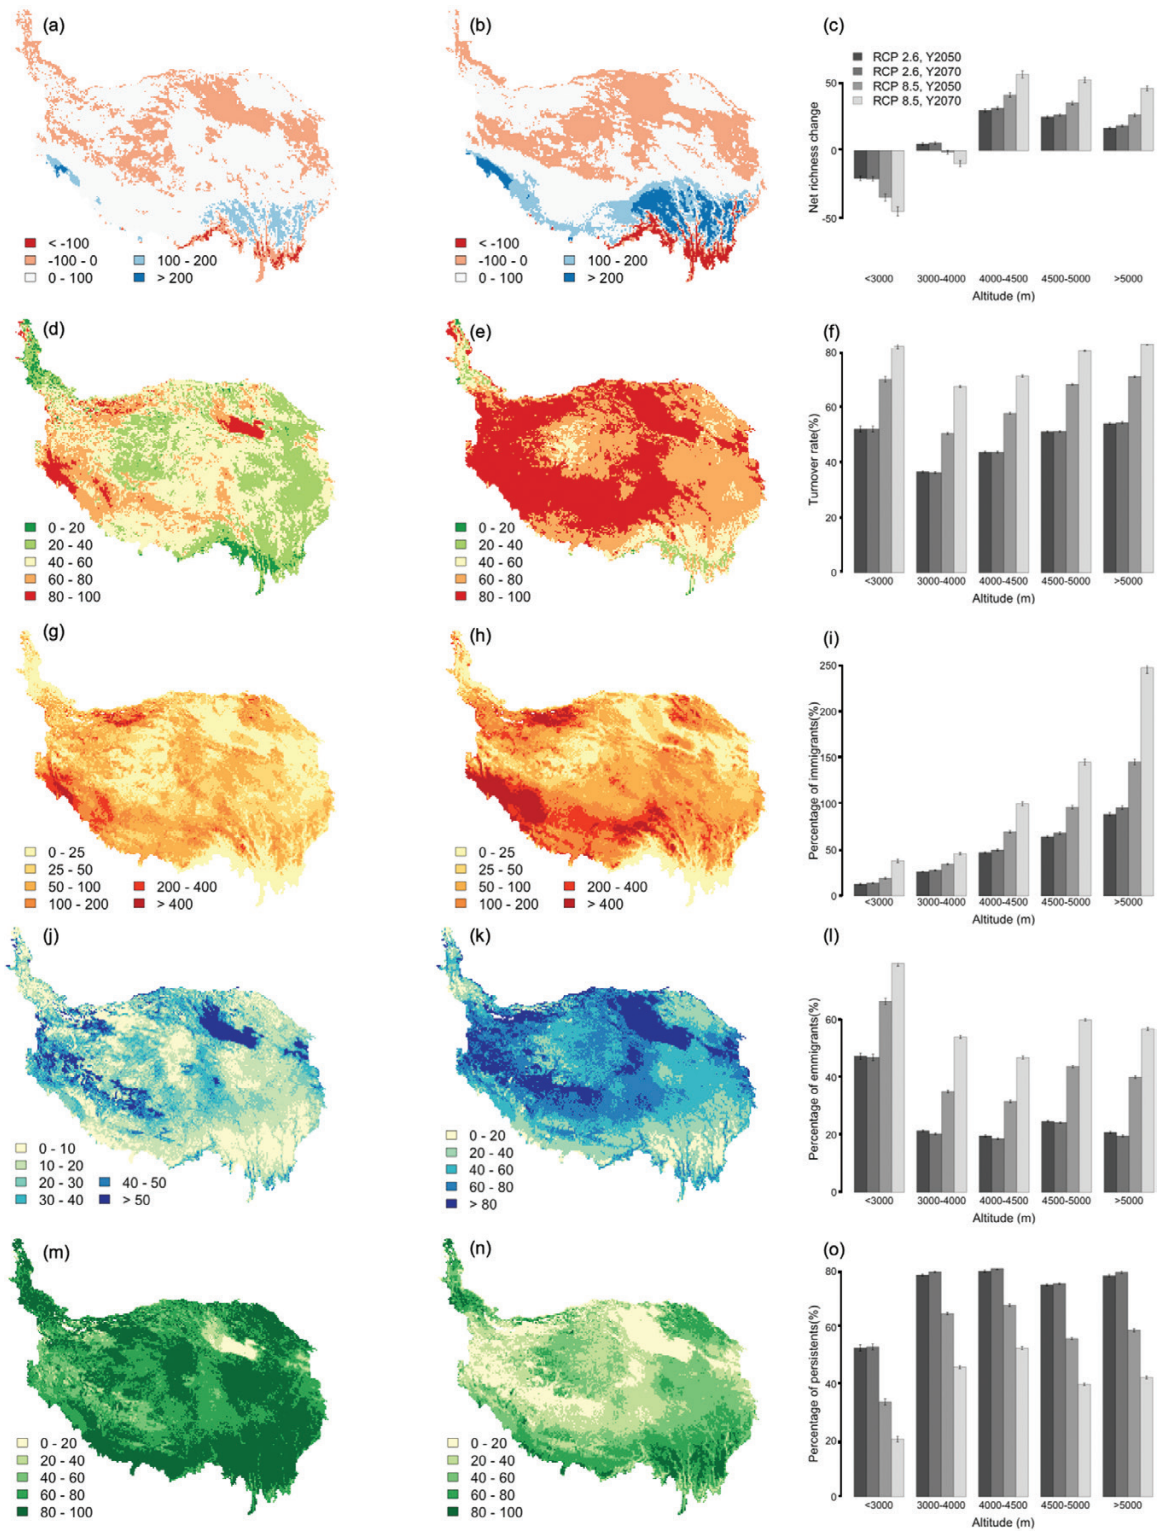 (a)
< -100
-100 - 0
0 - 100
100 - 200
> 200
(b)
< -100
-100 - 0
0 - 100
100 - 200
> 200
(c)
RCP 2.6, Y2050
RCP 2.6, Y2070
RCP 8.5, Y2050
RCP 8.5, Y2070
Net richness change
50
0
-50
<3000 3000-4000 4000-4500 4500-5000 >5000
Altitude (m)
(d)
0 - 20
20 - 40
40 - 60
60 - 80
80 - 100
(e)
0 - 20
20 - 40
40 - 60
60 - 80
80 - 100
(f)
Turnover rate(%)
80
60
40
20
0
<3000 3000-4000 4000-4500 4500-5000 >5000
Altitude (m)
(g)
0 - 25
25 - 50
50 - 100
100 - 200
200 - 400
> 400
(h)
0 - 25
25 - 50
50 - 100
100 - 200
200 - 400
> 400
(i)
Percentage of immigrants(%)
250
200
150
100
50
0
<3000 3000-4000 4000-4500 4500-5000 >5000
Altitude (m)
(j)
0 - 10
10 - 20
20 - 30
30 - 40
40 - 50
> 50
(k)
0 - 20
20 - 40
40 - 60
60 - 80
> 80
(l)
Percentage of emmigrants(%)
60
40
20
0
<3000 3000-4000 4000-4500 4500-5000 >5000
Altitude (m)
(m)
0 - 20
20 - 40
40 - 60
60 - 80
80 - 100
(n)
0 - 20
20 - 40
40 - 60
60 - 80
80 - 100
(o)
Percentage of persistents(%)
80
60
40
20
0
<3000 3000-4000 4000-4500 4500-5000 >5000
Altitude (m)